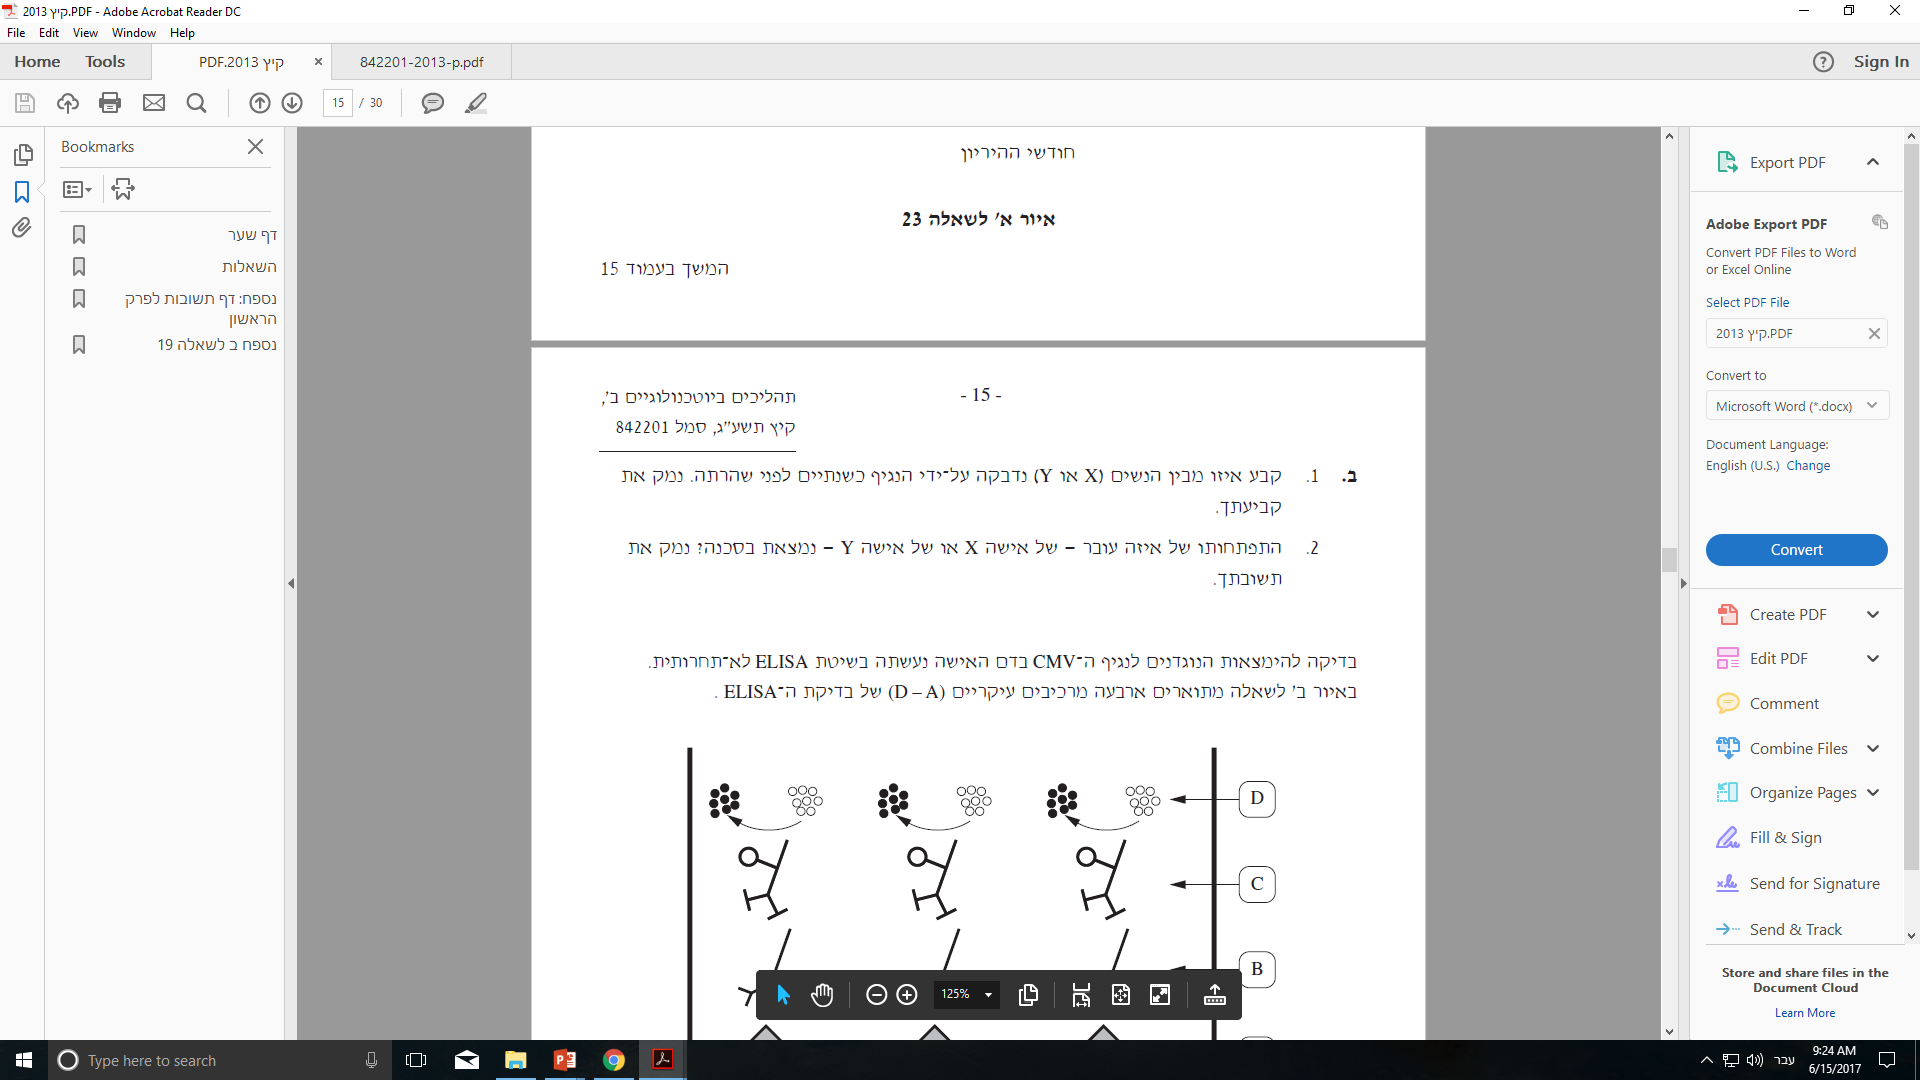 קיץ 2013.PDF - Adobe Acrobat Reader DC
File Edit View Window Help
Home Tools
קיץ 2013.PDF ×
842201-2013-p.pdf
Sign In
15 / 30
Bookmarks
דף שער
השאלות
נספח: דף תשובות לפרק
הראשון
נספח ב לשאלה 19
חודשי ההיריון
איור א' לשאלה 23
המשך בעמוד 15
- 15 -
תהליכים ביוטכנולוגיים ב',
קיץ תשע"ג, סמל 842201
ב. 1. קבע איזו מבין הנשים (X או Y) נדבקה על־ידי הנגיף כשנתיים לפני שהרתה. נמק את
קביעתך.
2. התפתחותו של איזה עובר – של אישה X או של אישה Y – נמצאת בסכנה? נמק את
תשובתך.
בדיקה להימצאות הנוגדנים לנגיף ה־CMV בדם האישה נעשתה בשיטת ELISA לא־תחרותית.
באיור ב' לשאלה מתוארים ארבעה מרכיבים עיקריים (D – A) של בדיקת ה־ELISA .
D
C
B
125%
Export PDF
Adobe Export PDF
Convert PDF Files to Word
or Excel Online
Select PDF File
קיץ 2013.PDF
Convert to
Microsoft Word (*.docx)
Document Language:
English (U.S.) Change
Convert
Create PDF
Edit PDF
Comment
Combine Files
Organize Pages
Fill & Sign
Send for Signature
Send & Track
Store and share files in the
Document Cloud
Learn More
Type here to search
עבר
9:24 AM
6/15/2017